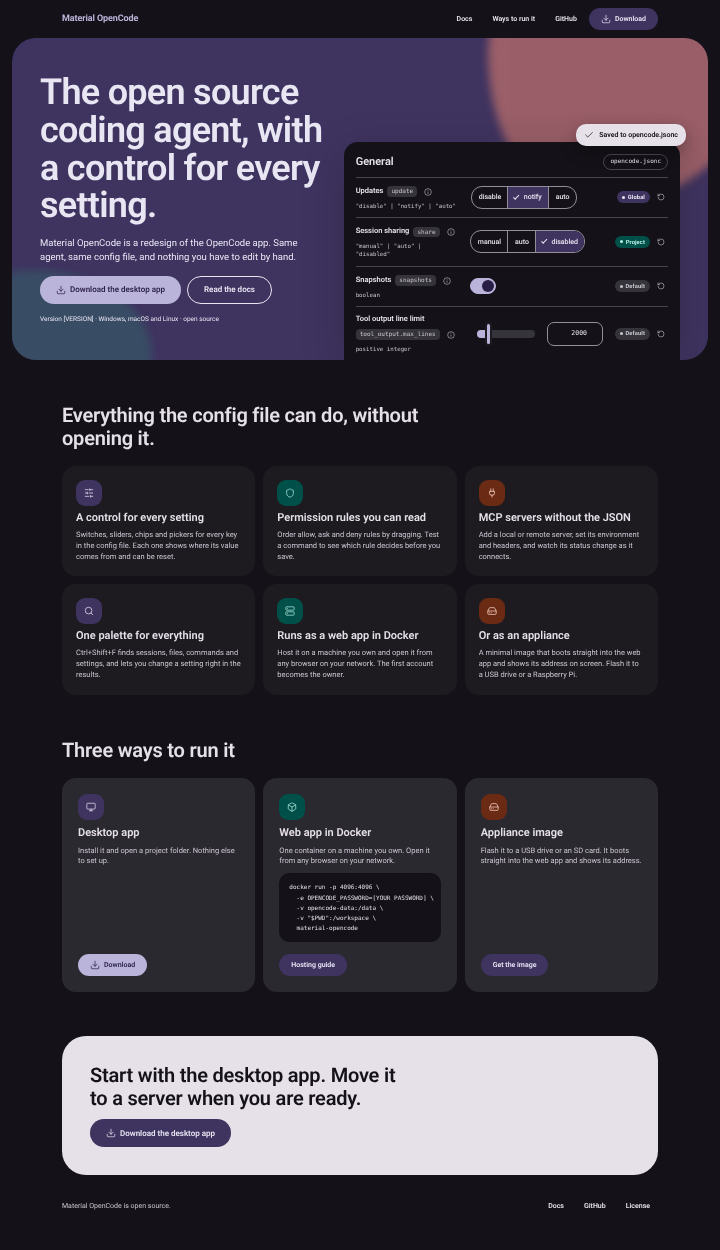 Material OpenCode
Docs
Ways to run it
GitHub
Download
The open source
coding agent, with
a control for every
setting.
Material OpenCode is a redesign of the OpenCode app. Same
agent, same config file, and nothing you have to edit by hand.
Download the desktop app
Read the docs
Version [VERSION] · Windows, macOS and Linux · open source
Saved to opencode.jsonc
General
opencode.jsonc
Updates update
"disable" | "notify" | "auto"
disable
notify
auto
Global
Session sharing share
"manual" | "auto" |
"disabled"
manual
auto
disabled
Project
Snapshots snapshots
boolean
Default
Tool output line limit
tool_output.max_lines
positive integer
2000
Default
Everything the config file can do, without
opening it.
A control for every setting
Switches, sliders, chips and pickers for every key
in the config file. Each one shows where its value
comes from and can be reset.
Permission rules you can read
Order allow, ask and deny rules by dragging. Test
a command to see which rule decides before you
save.
MCP servers without the JSON
Add a local or remote server, set its environment
and headers, and watch its status change as it
connects.
One palette for everything
Ctrl+Shift+F finds sessions, files, commands and
settings, and lets you change a setting right in the
results.
Runs as a web app in Docker
Host it on a machine you own and open it from
any browser on your network. The first account
becomes the owner.
Or as an appliance
A minimal image that boots straight into the web
app and shows its address on screen. Flash it to
a USB drive or a Raspberry Pi.
Three ways to run it
Desktop app
Install it and open a project folder. Nothing else
to set up.
Download
Web app in Docker
One container on a machine you own. Open it
from any browser on your network.
docker run -p 4096:4096 \
-e OPENCODE_PASSWORD=[YOUR PASSWORD] \
-v opencode-data:/data \
-v "$PWD":/workspace \
material-opencode
Hosting guide
Appliance image
Flash it to a USB drive or an SD card. It boots
straight into the web app and shows its address.
Get the image
Start with the desktop app. Move it
to a server when you are ready.
Download the desktop app
Material OpenCode is open source.
Docs
GitHub
License